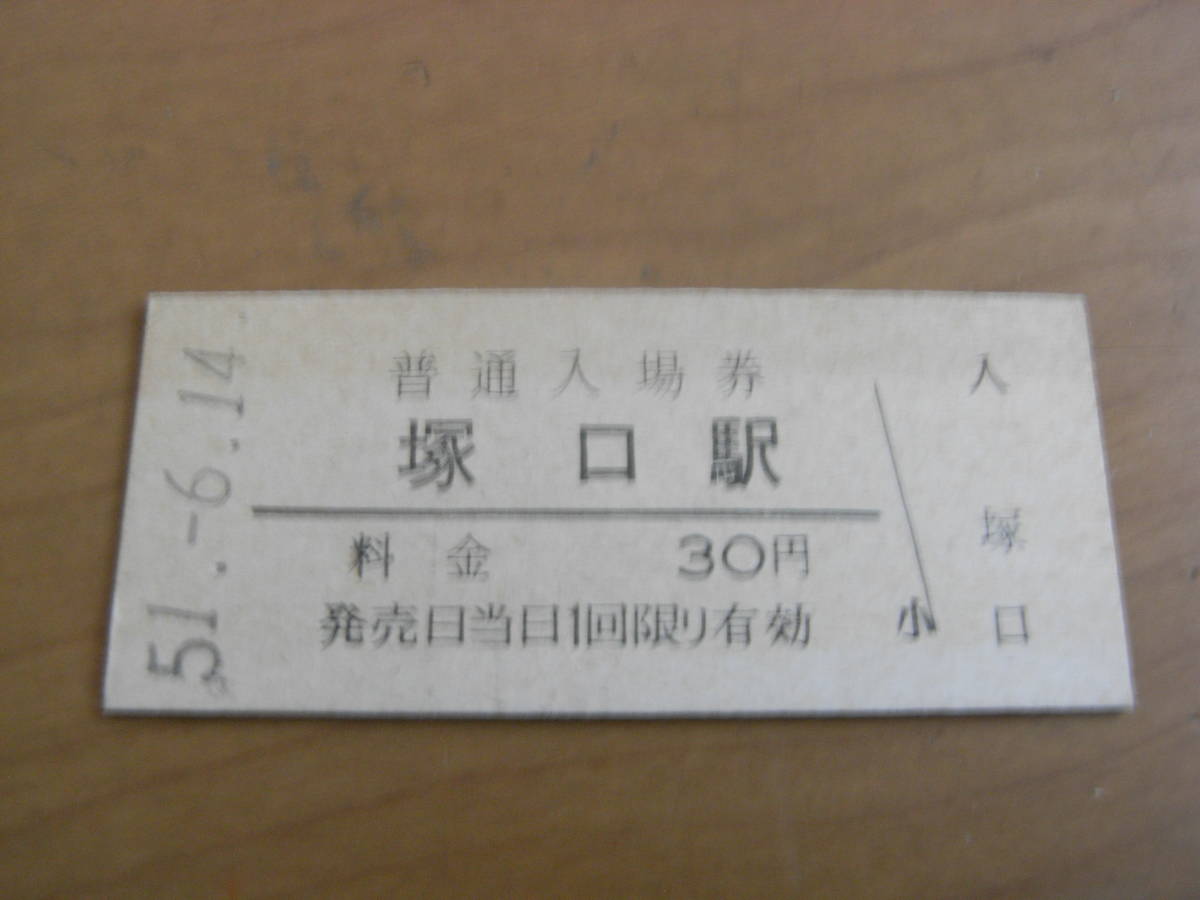 51.-6.14
普通入場券
塚口駅
料金 30円
発売日当日1回限り有効
小
入
塚
口